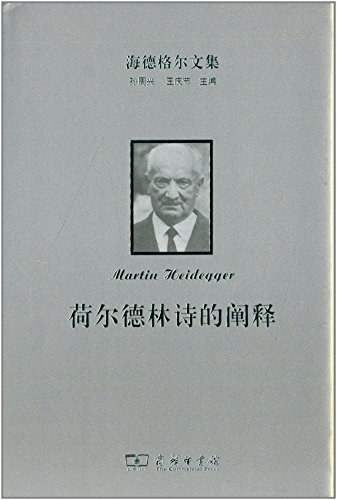 海德格尔文集
孙周兴 王庆节 主编
Martin Heidegger
荷尔德林诗的阐释
商务印书馆
The Commercial Press